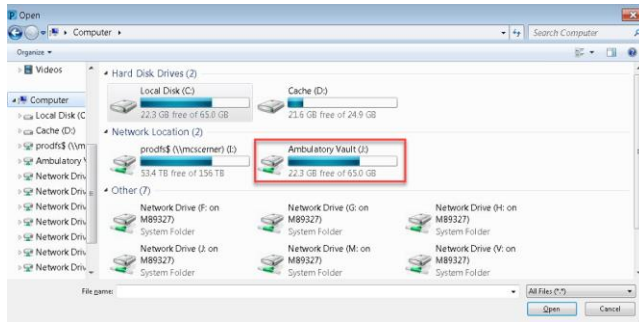 Open
Computer
Search Computer
Organize
Videos
Computer
Local Disk (C
Cache (D:)
prodfs$ (\\m
Ambulatory V
Network Driv
Network Driv
Network Driv
Network Driv
Network Driv
Network Driv
Network Driv
Hard Disk Drives (2)
Local Disk (C:)
22.3 GB free of 65.0 GB
Cache (D:)
21.6 GB free of 24.9 GB
Network Location (2)
prodfs$ (\\mcscerner) (I:)
53.4 TB free of 156 TB
Ambulatory Vault (J:)
22.3 GB free of 65.0 GB
Other (7)
Network Drive (F: on
M89327)
System Folder
Network Drive (G: on
M89327)
System Folder
Network Drive (H: on
M89327)
System Folder
Network Drive (J: on
M89327)
System Folder
Network Drive (M: on
M89327)
System Folder
Network Drive (V: on
M89327)
System Folder
File name:
All Files (*.*)
Open
Cancel